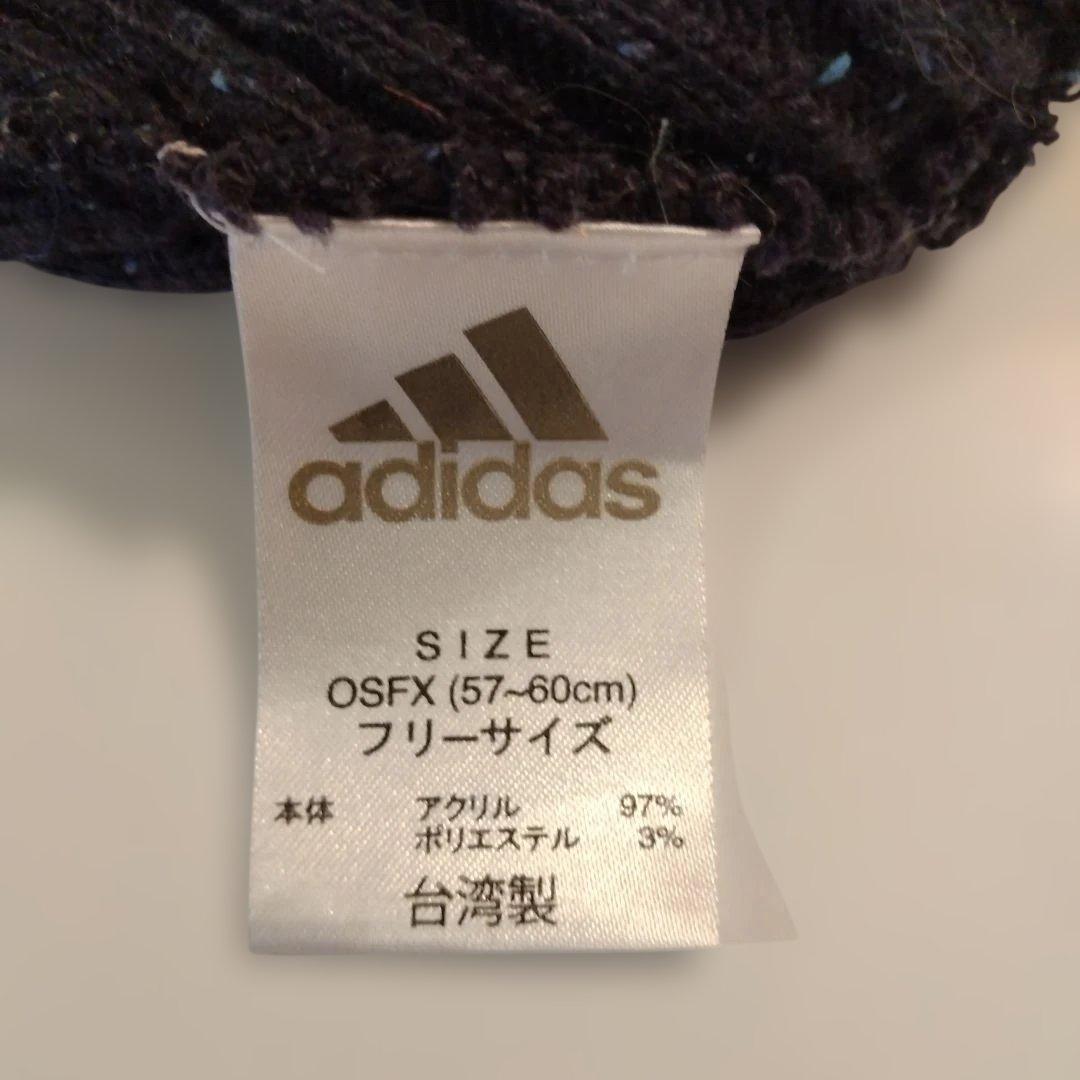 adidas
SIZE
OSFX (57~60cm)
フリーサイズ
本体 アクリル 97%
ポリエステル 3%
台湾製